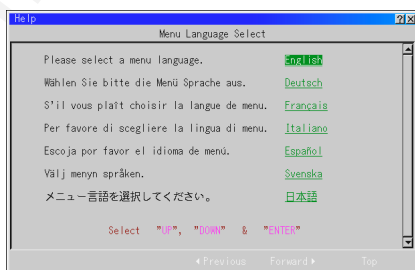 Help ?
Menu Language Select
Please select a menu language. English
Wählen Sie bitte die Menü Sprache aus. Deutsch
S'il vous plaît choisir la langue de menu. Français
Per favore di scegliere la lingua di menu. Italiano
Escoja por favor el idioma de menú. Español
Välj menyn språken. Svenska
メニュー言語を選択してください。 日本語
Select "UP", "DOWN" & "ENTER"
Previous Forward Top